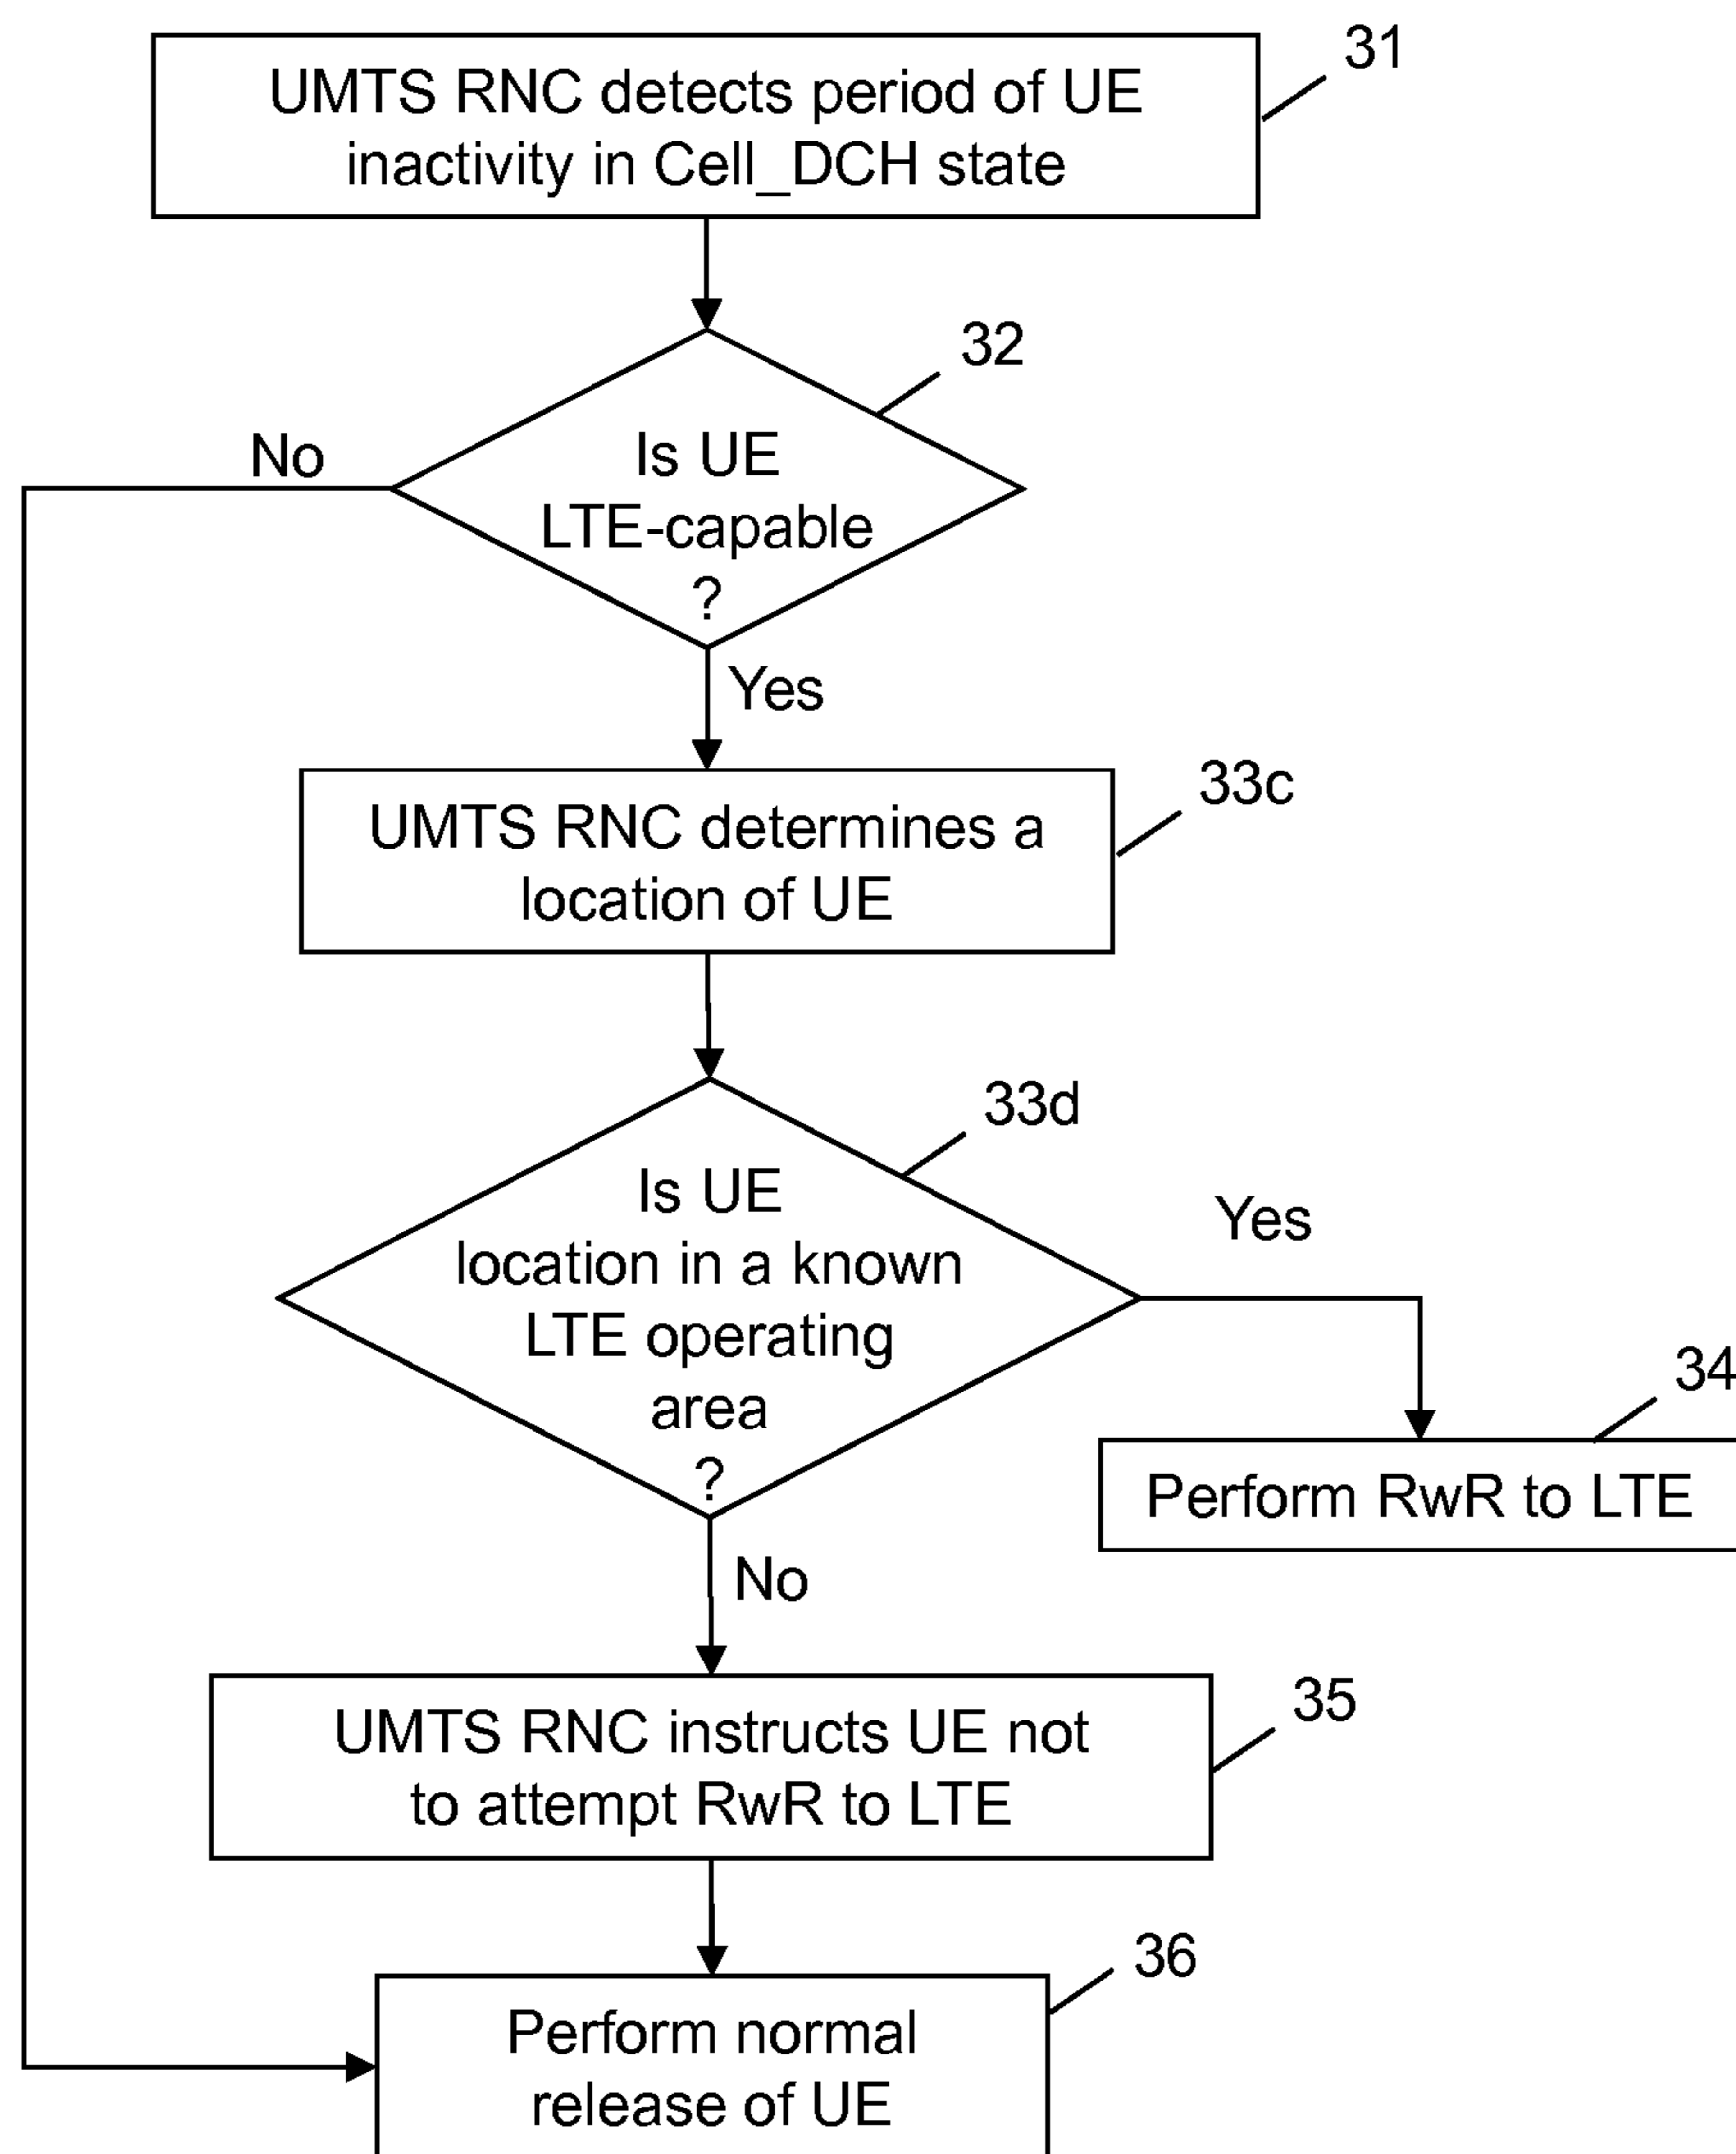 31
UMTS RNC detects period of UE
inactivity in Cell_DCH state
32
No
Is UE
LTE-capable
?
Yes
33c
UMTS RNC determines a
location of UE
33d
Is UE
location in a known
LTE operating
area
?
Yes
34
Perform RwR to LTE
No
35
UMTS RNC instructs UE not
to attempt RwR to LTE
36
Perform normal
release of UE